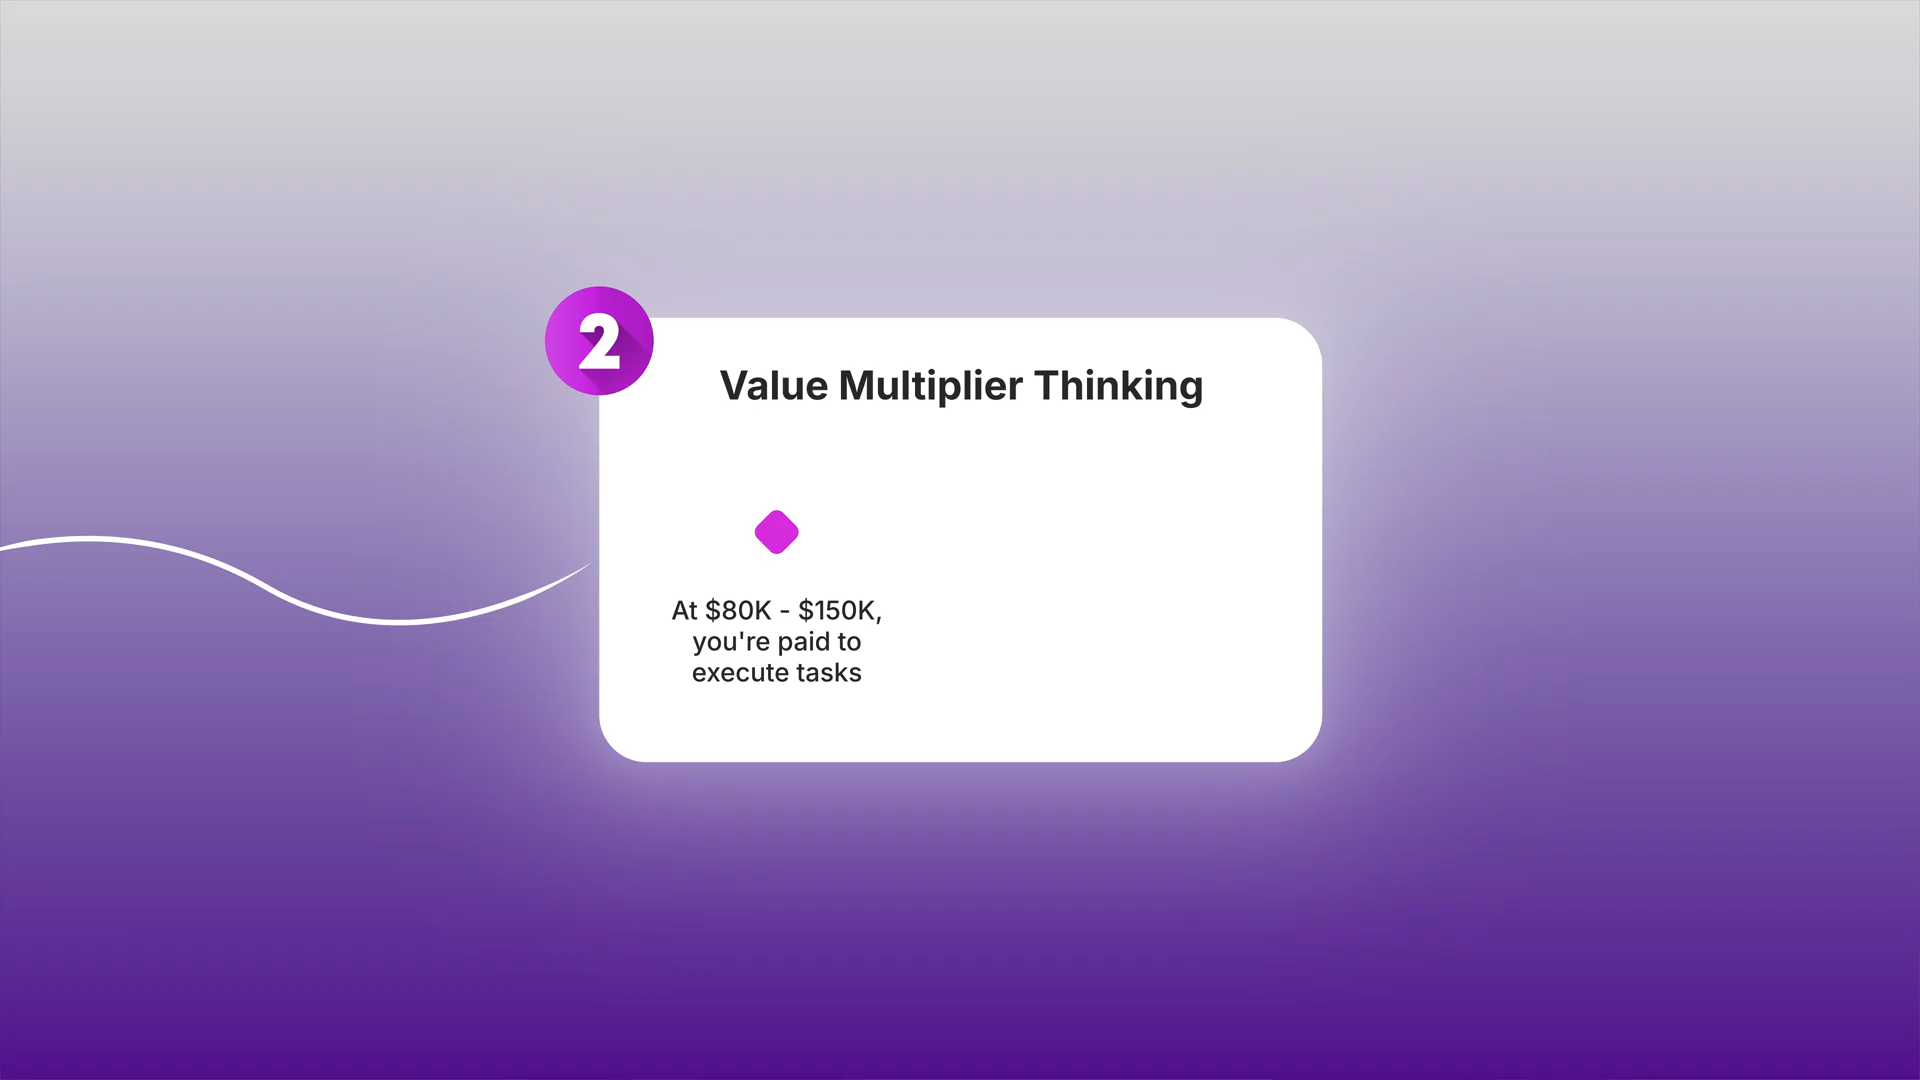 2
Value Multiplier Thinking
At $80K - $150K,
you're paid to
execute tasks